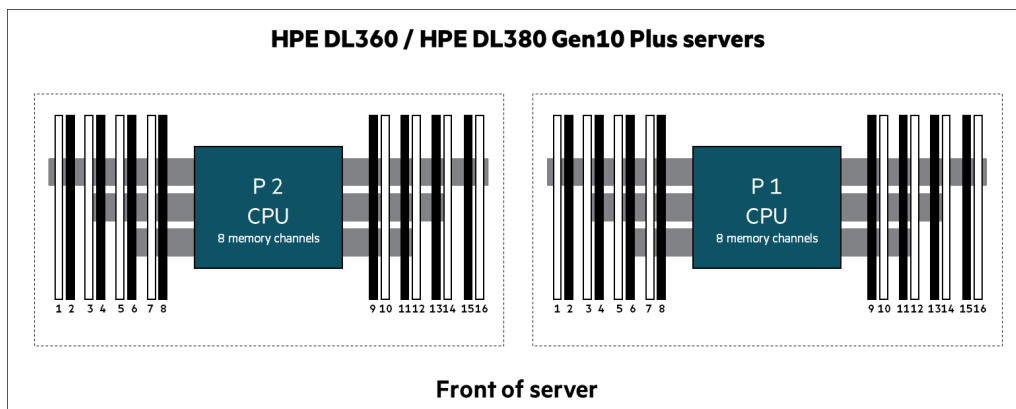 HPE DL360 / HPE DL380 Gen10 Plus servers
P 2
CPU
8 memory channels
1 2 3 4 5 6 7 8 9 10 11 12 13 14 15 16
P 1
CPU
8 memory channels
1 2 3 4 5 6 7 8 9 10 11 12 13 14 15 16
Front of server